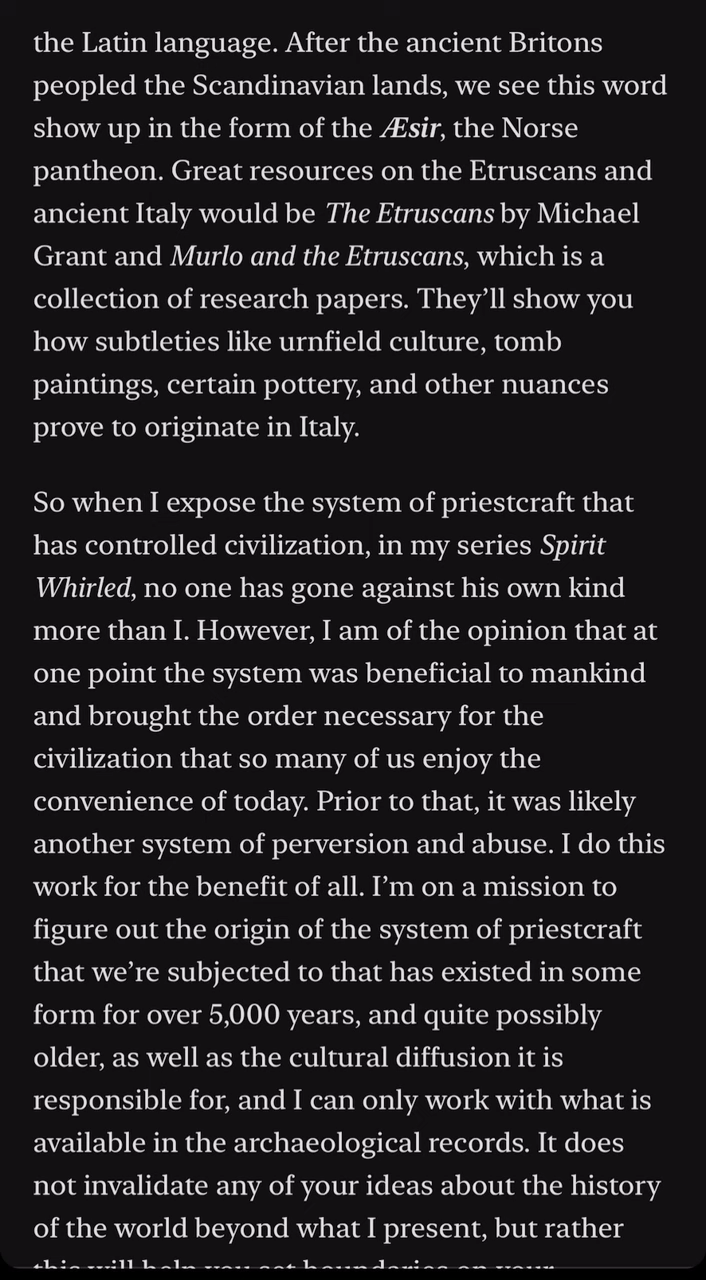 the Latin language. After the ancient Britons
peopled the Scandinavian lands, we see this word
show up in the form of the Æsir, the Norse
pantheon. Great resources on the Etruscans and
ancient Italy would be The Etruscans by Michael
Grant and Murlo and the Etruscans, which is a
collection of research papers. They’ll show you
how subtleties like urnfield culture, tomb
paintings, certain pottery, and other nuances
prove to originate in Italy.
So when I expose the system of priestcraft that
has controlled civilization, in my series Spirit
Whirled, no one has gone against his own kind
more than I. However, I am of the opinion that at
one point the system was beneficial to mankind
and brought the order necessary for the
civilization that so many of us enjoy the
convenience of today. Prior to that, it was likely
another system of perversion and abuse. I do this
work for the benefit of all. I’m on a mission to
figure out the origin of the system of priestcraft
that we’re subjected to that has existed in some
form for over 5,000 years, and quite possibly
older, as well as the cultural diffusion it is
responsible for, and I can only work with what is
available in the archaeological records. It does
not invalidate any of your ideas about the history
of the world beyond what I present, but rather
this will help you set boundaries on your